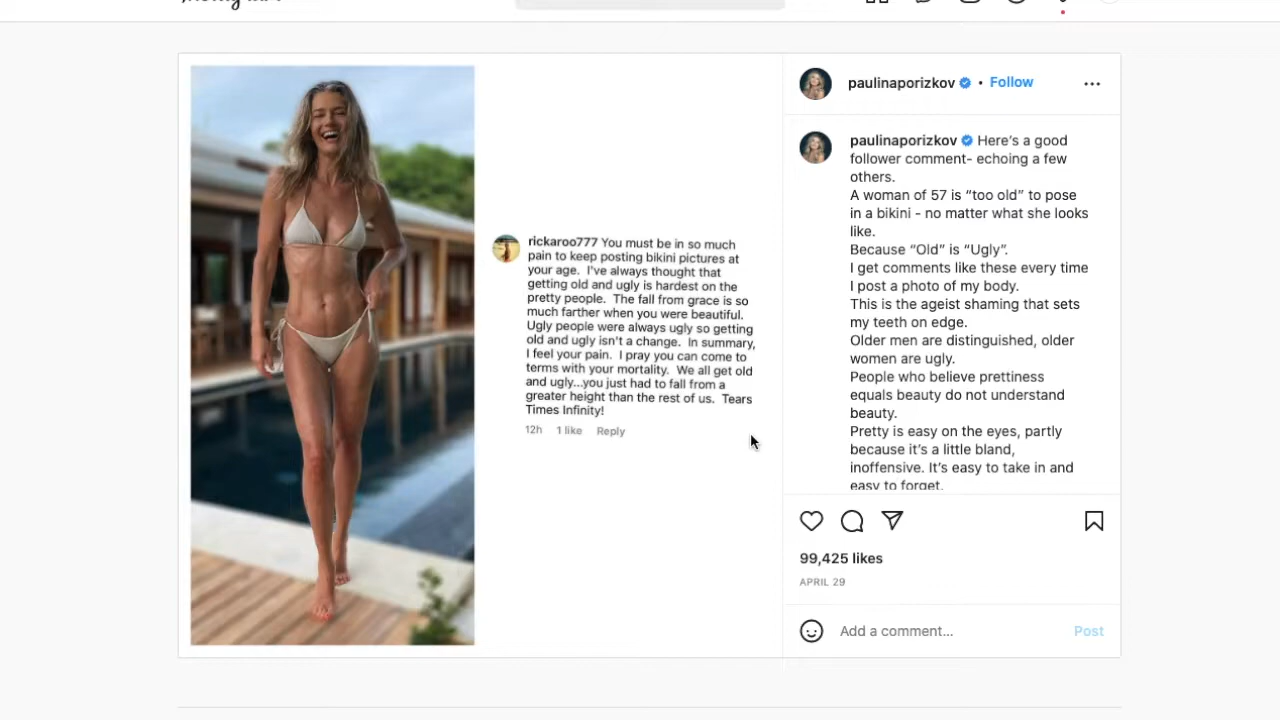 rickaroo777 You must be in so much
pain to keep posting bikini pictures at
your age. I've always thought that
getting old and ugly is hardest on the
pretty people. The fall from grace is so
much farther when you were beautiful.
Ugly people were always ugly so getting
old and ugly isn't a change. In summary,
I feel your pain. I pray you can come to
terms with your mortality. We all get old
and ugly...you just had to fall from a
greater height than the rest of us. Tears
Times Infinity!
12h 1 like Reply
paulinaporizkov • Follow
paulinaporizkov Here's a good
follower comment- echoing a few
others.
A woman of 57 is “too old” to pose
in a bikini - no matter what she looks
like.
Because “Old” is “Ugly”.
I get comments like these every time
I post a photo of my body.
This is the ageist shaming that sets
my teeth on edge.
Older men are distinguished, older
women are ugly.
People who believe prettiness
equals beauty do not understand
beauty.
Pretty is easy on the eyes, partly
because it’s a little bland,
inoffensive. It’s easy to take in and
easy to forget.
99,425 likes
APRIL 29
Add a comment... Post